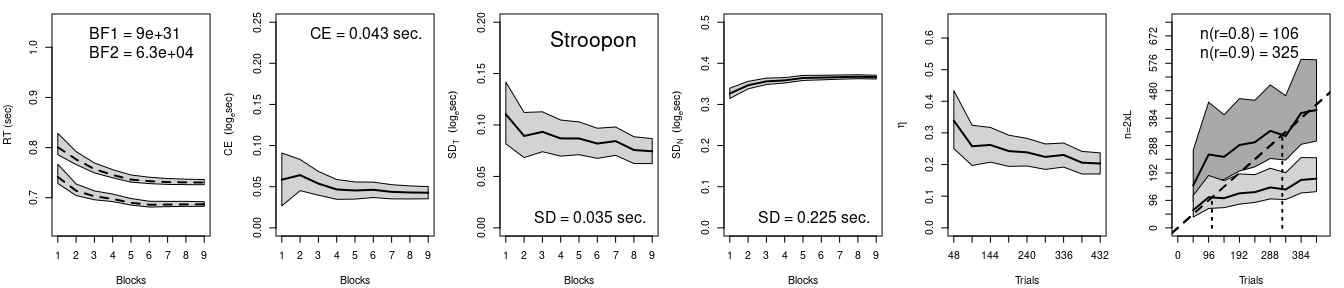 RT (sec)
0.7 0.8 0.9 1.0
BF1 = 9e+31
BF2 = 6.3e+04
1 2 3 4 5 6 7 8 9
Blocks
CE (logₑsec)
0.00 0.05 0.10 0.15 0.20 0.25
CE = 0.043 sec.
1 2 3 4 5 6 7 8 9
Blocks
SD_T (logₑsec)
0.00 0.05 0.10 0.15 0.20
Stroopon
SD = 0.035 sec.
1 2 3 4 5 6 7 8 9
Blocks
SD_N (logₑsec)
0.0 0.1 0.2 0.3 0.4 0.5
SD = 0.225 sec.
1 2 3 4 5 6 7 8 9
Blocks
η
0.0 0.1 0.2 0.3 0.4 0.5 0.6
48 144 240 336 432
Trials
n=2xL
0 96 192 288 384 480 576 672
n(r=0.8) = 106
n(r=0.9) = 325
0 96 192 288 384
Trials